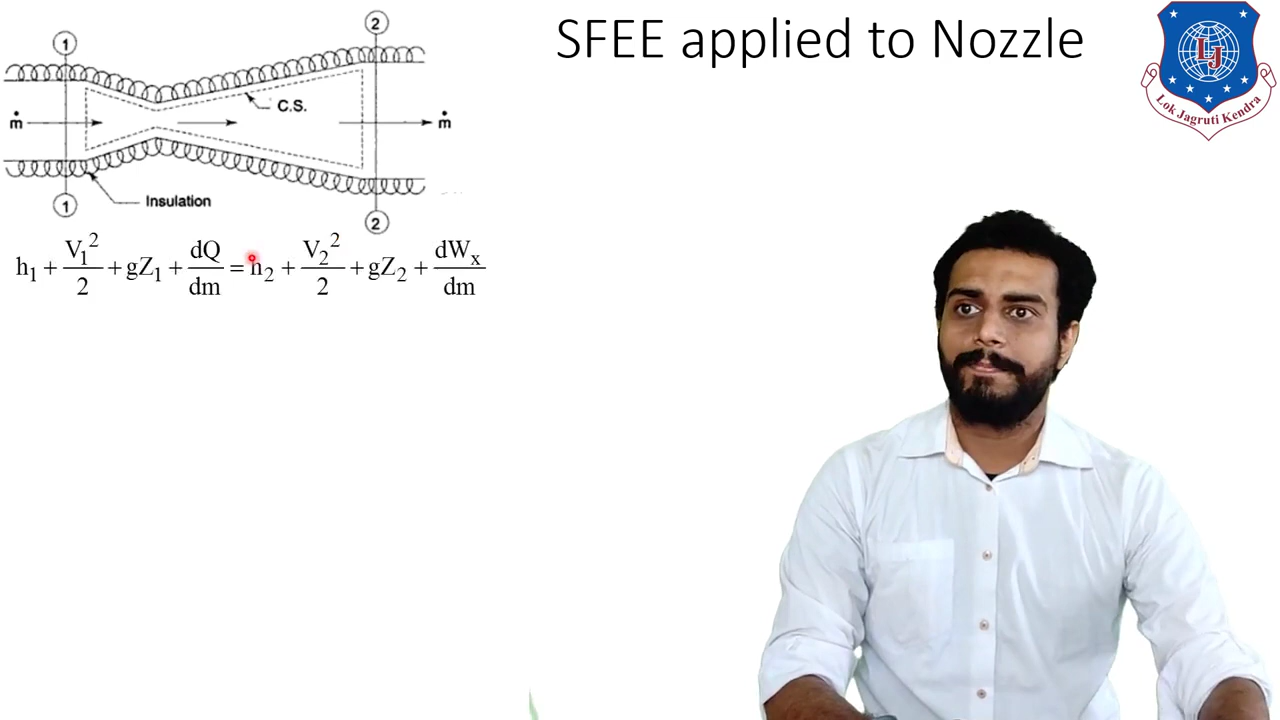 SFEE applied to Nozzle
LJ
Lok Jagruti Kendra
1
2
C.S.
ṁ
ṁ
Insulation
1
2
h₁ + V₁²/2 + gZ₁ + dQ/dm = h₂ + V₂²/2 + gZ₂ + dWₓ/dm